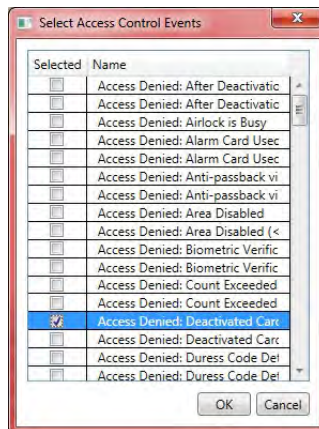 Select Access Control Events
Selected Name
Access Denied: After Deactivatic
Access Denied: After Deactivatic
Access Denied: Airlock is Busy
Access Denied: Alarm Card Usec
Access Denied: Alarm Card Usec
Access Denied: Anti-passback vi
Access Denied: Anti-passback vi
Access Denied: Area Disabled
Access Denied: Area Disabled (<
Access Denied: Biometric Verific
Access Denied: Biometric Verific
Access Denied: Count Exceeded
Access Denied: Count Exceeded
Access Denied: Deactivated Carc
Access Denied: Deactivated Carc
Access Denied: Duress Code Det
Access Denied: Duress Code Det
OK Cancel